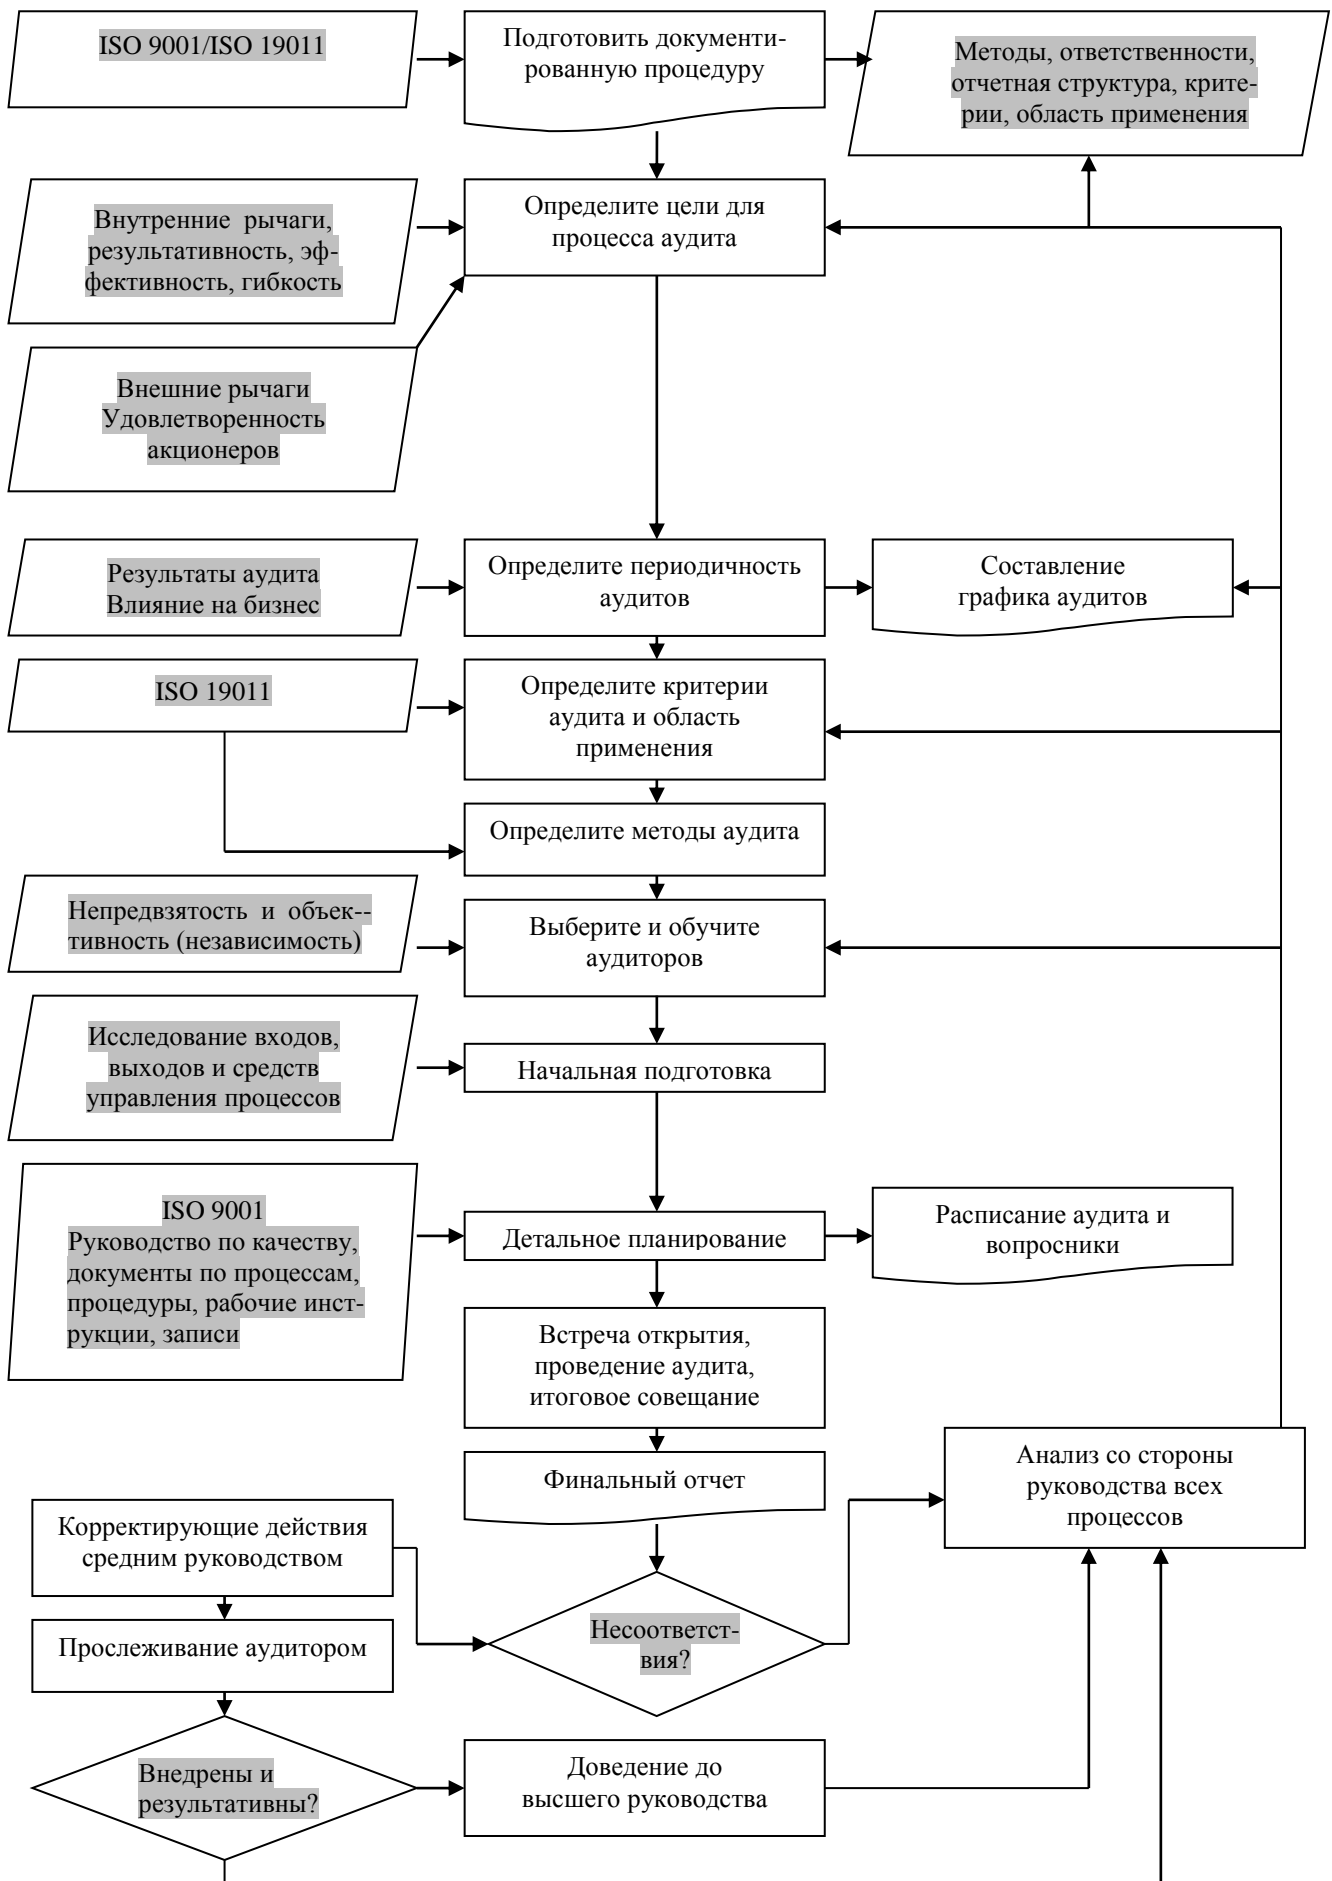 ISO 9001/ISO 19011
Подготовить документи-
рованную процедуру
Методы, ответственности,
отчетная структура, крите-
рии, область применения
Внутренние рычаги,
результативность, эф-
фективность, гибкость
Определите цели для
процесса аудита
Внешние рычаги
Удовлетворенность
акционеров
Результаты аудита
Влияние на бизнес
Определите периодичность
аудитов
Составление
графика аудитов
ISO 19011
Определите критерии
аудита и область
применения
Определите методы аудита
Непредвзятость и объек--
тивность (независимость)
Выберите и обучите
аудиторов
Исследование входов,
выходов и средств
управления процессов
Начальная подготовка
ISO 9001
Руководство по качеству,
документы по процессам,
процедуры, рабочие инст-
рукции, записи
Детальное планирование
Расписание аудита и
вопросники
Встреча открытия,
проведение аудита,
итоговое совещание
Финальный отчет
Анализ со стороны
руководства всех
процессов
Корректирующие действия
средним руководством
Несоответст-
вия?
Прослеживание аудитором
Внедрены и
результативны?
Доведение до
высшего руководства